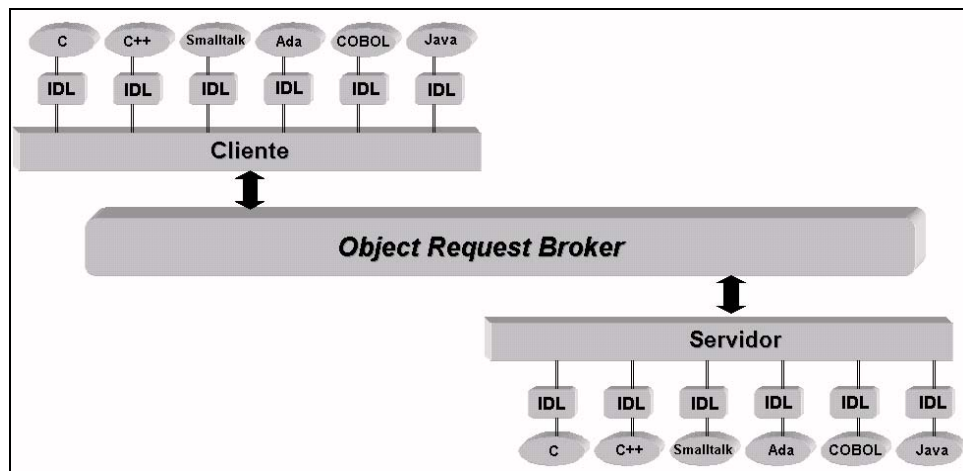 C C++ Smalltalk Ada COBOL Java
IDL IDL IDL IDL IDL IDL
Cliente
Object Request Broker
Servidor
IDL IDL IDL IDL IDL IDL
C C++ Smalltalk Ada COBOL Java